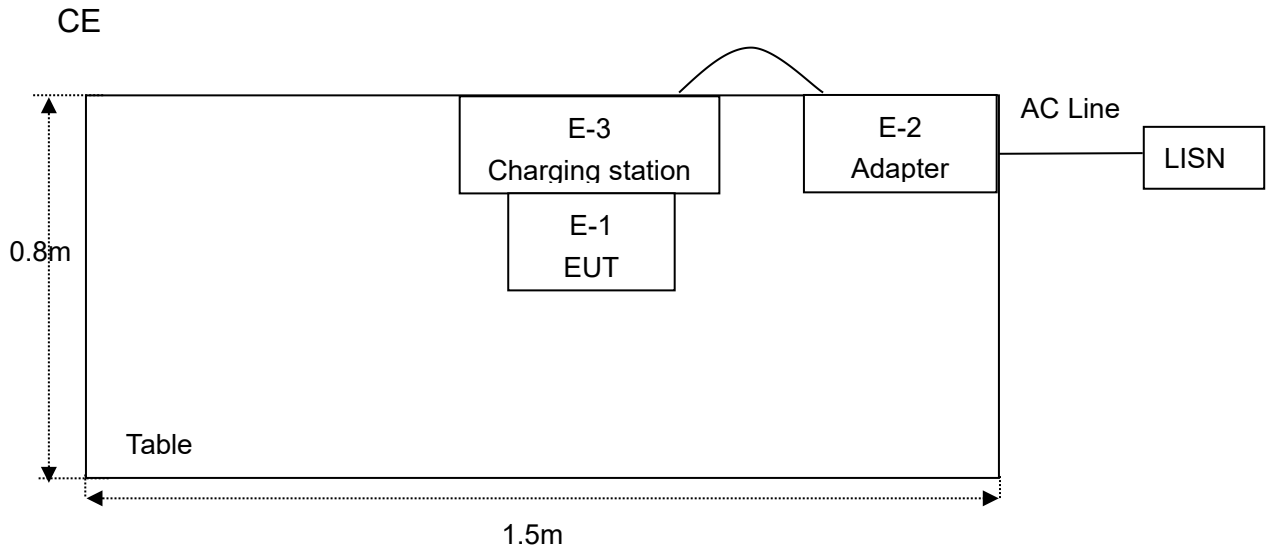 CE
AC Line
E-3
Charging station
E-2
Adapter
LISN
E-1
EUT
0.8m
Table
1.5m